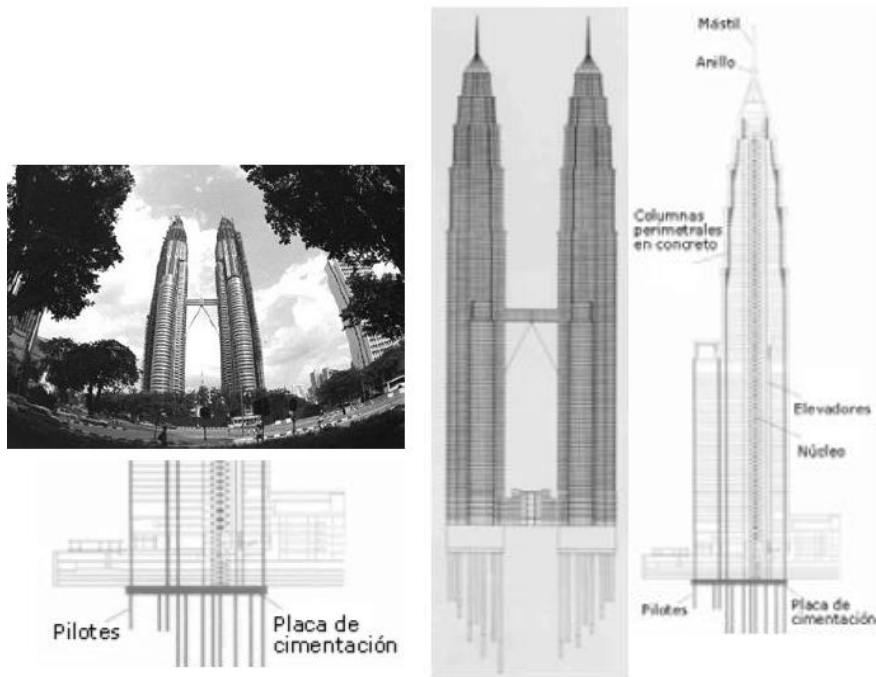 Mástil
Anillo
Columnas
perimetrales
en concreto
Elevadores
Núcleo
Pilotes
Placa de
cimentación
Pilotes
Placa de
cimentación